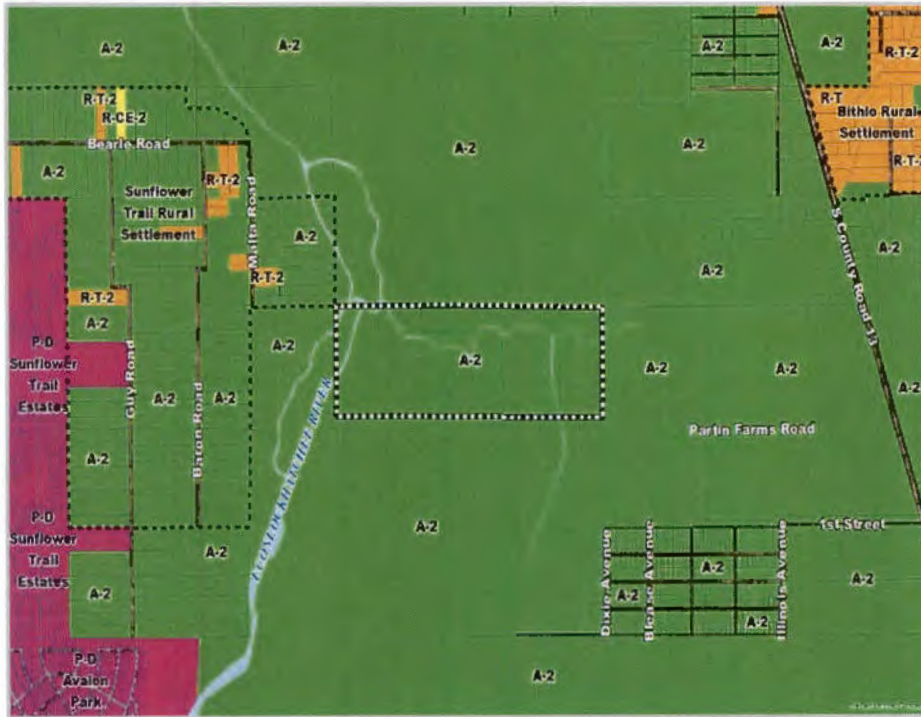 A-2
A-2
A-2
A-2
R-T-2
R-T-2
R-CE-2
R-T
Bithlo Rural
Settlement
Bearle Road
A-2
A-2
A-2
R-T-2
Sunflower
Trail Rural
Settlement
Malta Road
R-T-2
A-2
S County Road 13
A-2
A-2
R-T-2
R-T-2
A-2
A-2
A-2
A-2
A-2
A-2
P-D
Sunflower
Trail
Estates
Guy Road
A-2
Baton Road
A-2
ECONLOCKHATCHEE RIVER
Partin Farms Road
A-2
A-2
1st Street
P-D
Sunflower
Trail
Estates
A-2
A-2
Dixie Avenue
Blease Avenue
Illinois Avenue
A-2
A-2
A-2
A-2
P-D
Avalon
Park
A-2